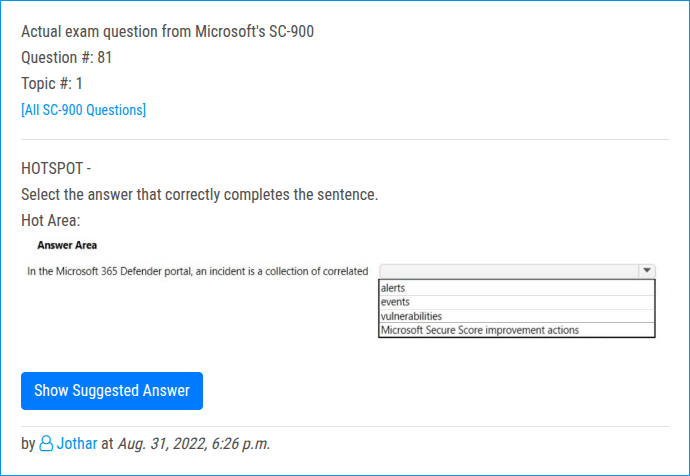 Actual exam question from Microsoft's SC-900
Question #: 81
Topic #: 1
[All SC-900 Questions]
HOTSPOT -
Select the answer that correctly completes the sentence.
Hot Area:
Answer Area
In the Microsoft 365 Defender portal, an incident is a collection of correlated
alerts
events
vulnerabilities
Microsoft Secure Score improvement actions
Show Suggested Answer
by Jothar at Aug. 31, 2022, 6:26 p.m.